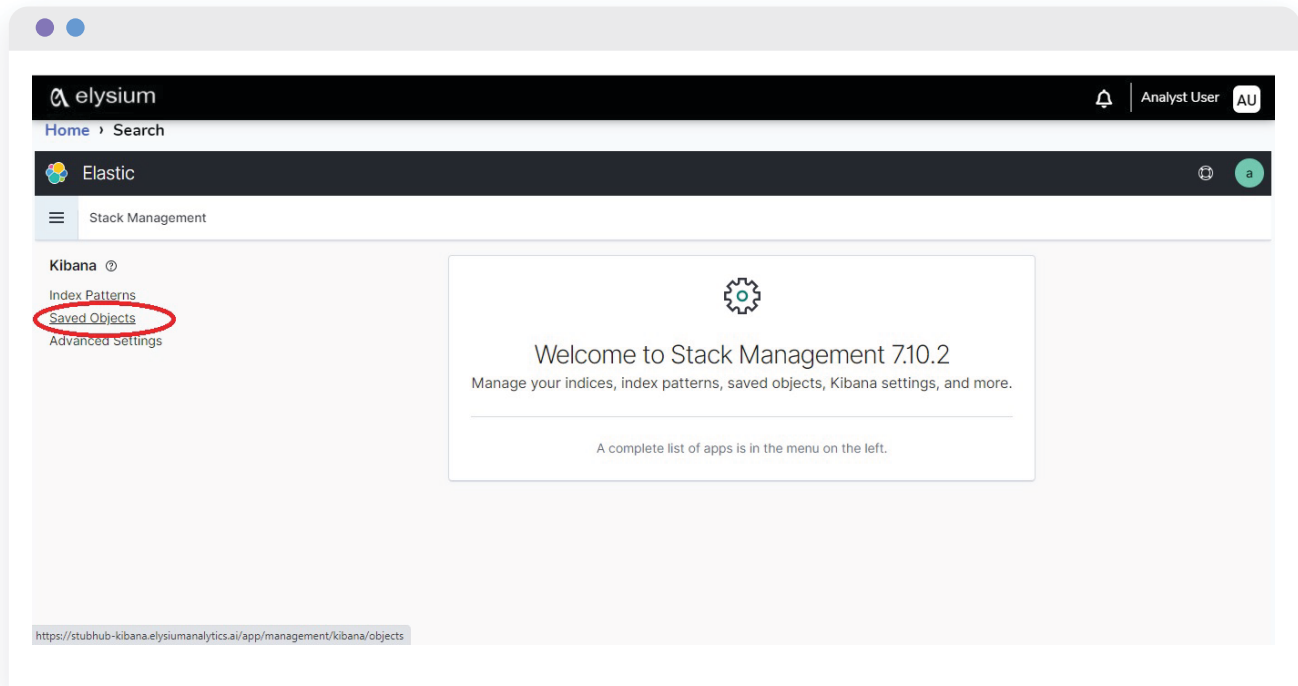 elysium
Analyst User AU
Home › Search
Elastic
a
Stack Management
Kibana
Index Patterns
Saved Objects
Advanced Settings
Welcome to Stack Management 7.10.2
Manage your indices, index patterns, saved objects, Kibana settings, and more.
A complete list of apps is in the menu on the left.
https://stubhub-kibana.elysiumanalytics.ai/app/management/kibana/objects